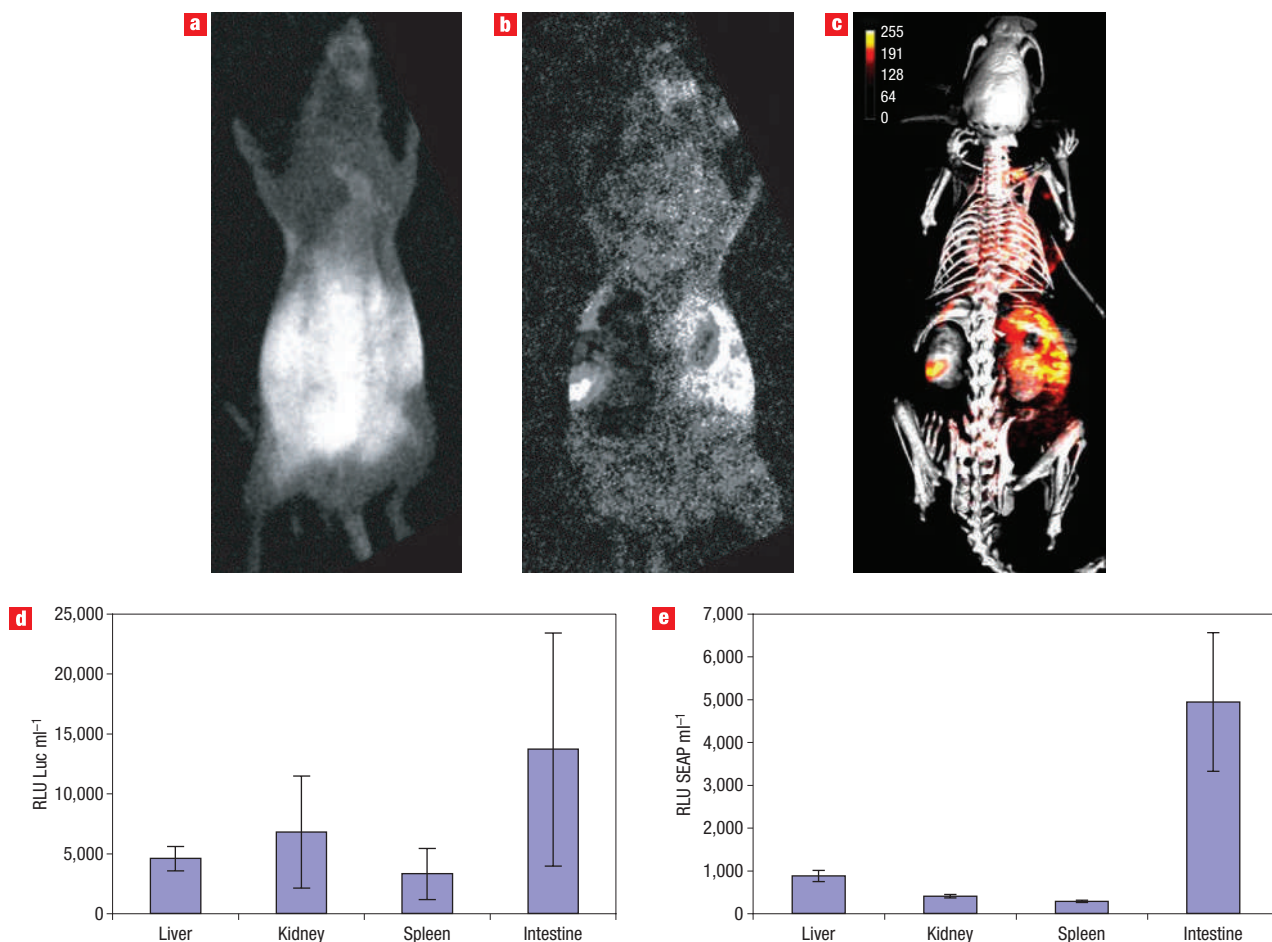 a
b
c
255
191
128
64
0
d
25,000
20,000
15,000
10,000
5,000
0
RLU Luc ml⁻¹
Liver Kidney Spleen Intestine
e
7,000
6,000
5,000
4,000
3,000
2,000
1,000
0
RLU SEAP ml⁻¹
Liver Kidney Spleen Intestine